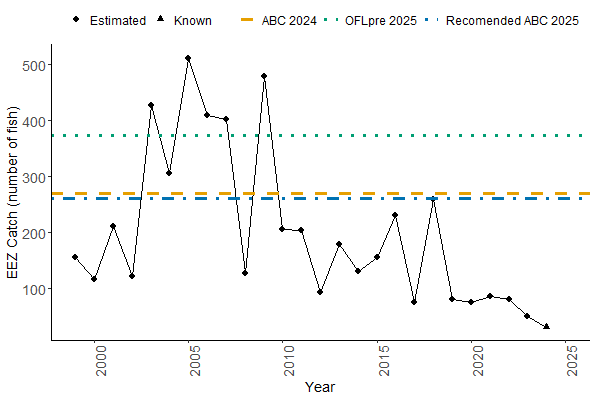 Estimated Known ABC 2024 OFLpre 2025 Recomended ABC 2025
EEZ Catch (number of fish)
500
400
300
200
100
2000 2005 2010 2015 2020 2025
Year